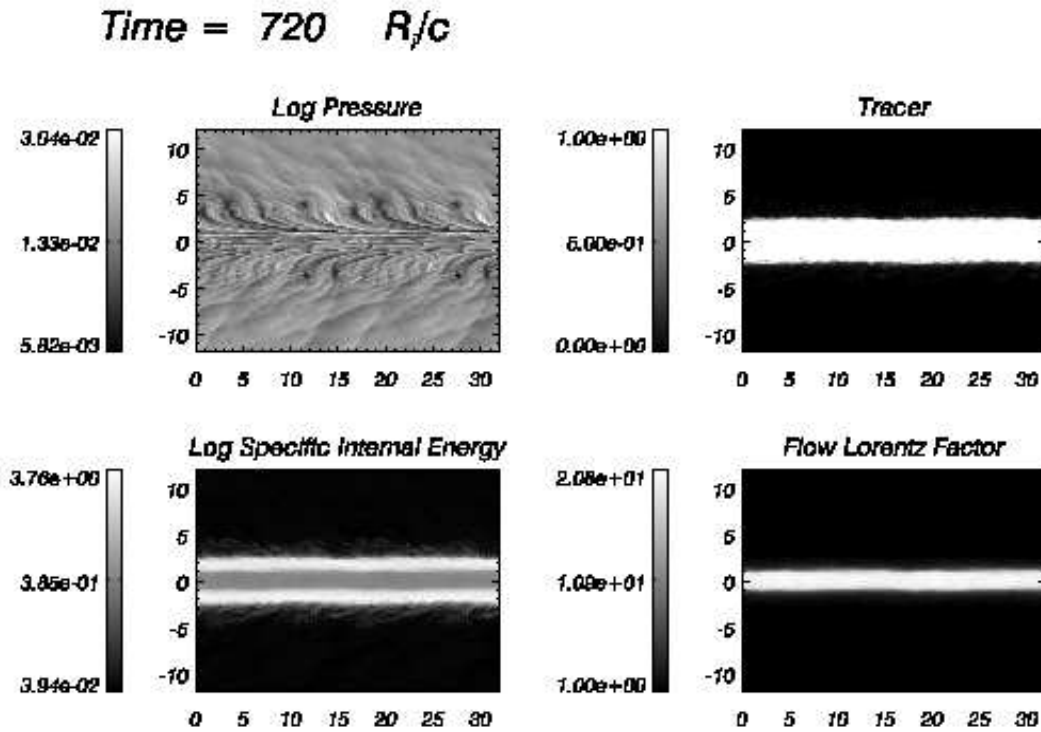 Time = 720 Rj/c
Log Pressure
Tracer
3.04e-02
1.33e-02
5.82e-03
10
5
0
-5
-10
0 5 10 15 20 25 30
1.00e+00
5.00e-01
0.00e+00
10
5
0
-5
-10
0 5 10 15 20 25 30
Log Specific Internal Energy
Flow Lorentz Factor
3.76e+00
3.85e-01
3.94e-02
10
5
0
-5
-10
0 5 10 15 20 25 30
2.08e+01
1.09e+01
1.00e+00
10
5
0
-5
-10
0 5 10 15 20 25 30